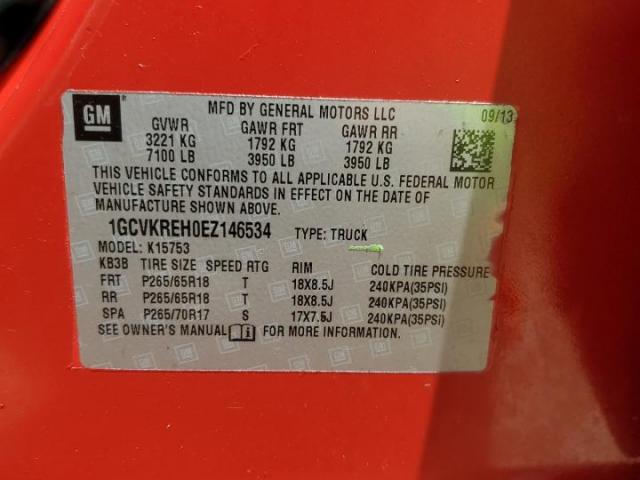 GM
MFD BY GENERAL MOTORS LLC
09/13
GVWR GAWR FRT GAWR RR
3221 KG 1792 KG 1792 KG
7100 LB 3950 LB 3950 LB
THIS VEHICLE CONFORMS TO ALL APPLICABLE U.S. FEDERAL MOTOR
VEHICLE SAFETY STANDARDS IN EFFECT ON THE DATE OF
MANUFACTURE SHOWN ABOVE.
1GCVKREH0EZ146534 TYPE: TRUCK
MODEL: K15753
KB3B TIRE SIZE SPEED RTG RIM COLD TIRE PRESSURE
FRT P265/65R18 T 18X8.5J 240KPA(35PSI)
RR P265/65R18 T 18X8.5J 240KPA(35PSI)
SPA P265/70R17 S 17X7.5J 240KPA(35PSI)
SEE OWNER'S MANUAL FOR MORE INFORMATION.